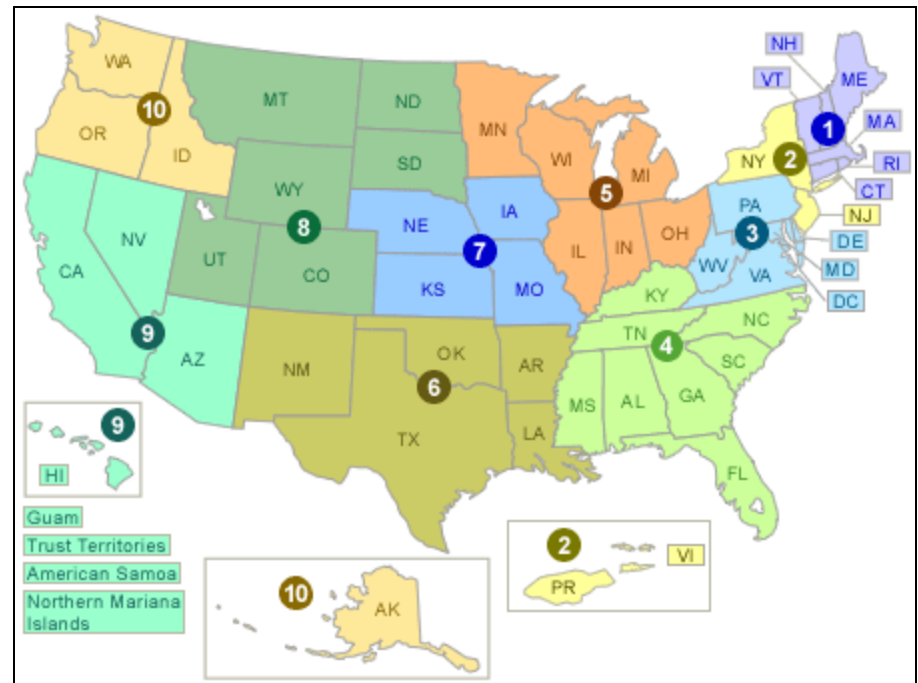 NH
WA
VT
ME
10
MT
ND
MN
1
MA
OR
ID
SD
WI
MI
NY
2
RI
WY
5
CT
IA
PA
NJ
NE
8
3
DE
NV
7
OH
UT
IL
IN
WV
CA
CO
KS
MO
VA
MD
KY
DC
9
TN
NC
AZ
4
OK
AR
SC
NM
6
GA
MS
AL
TX
LA
9
HI
FL
Guam
Trust Territories
2
VI
American Samoa
PR
10
AK
Northern Mariana
Islands